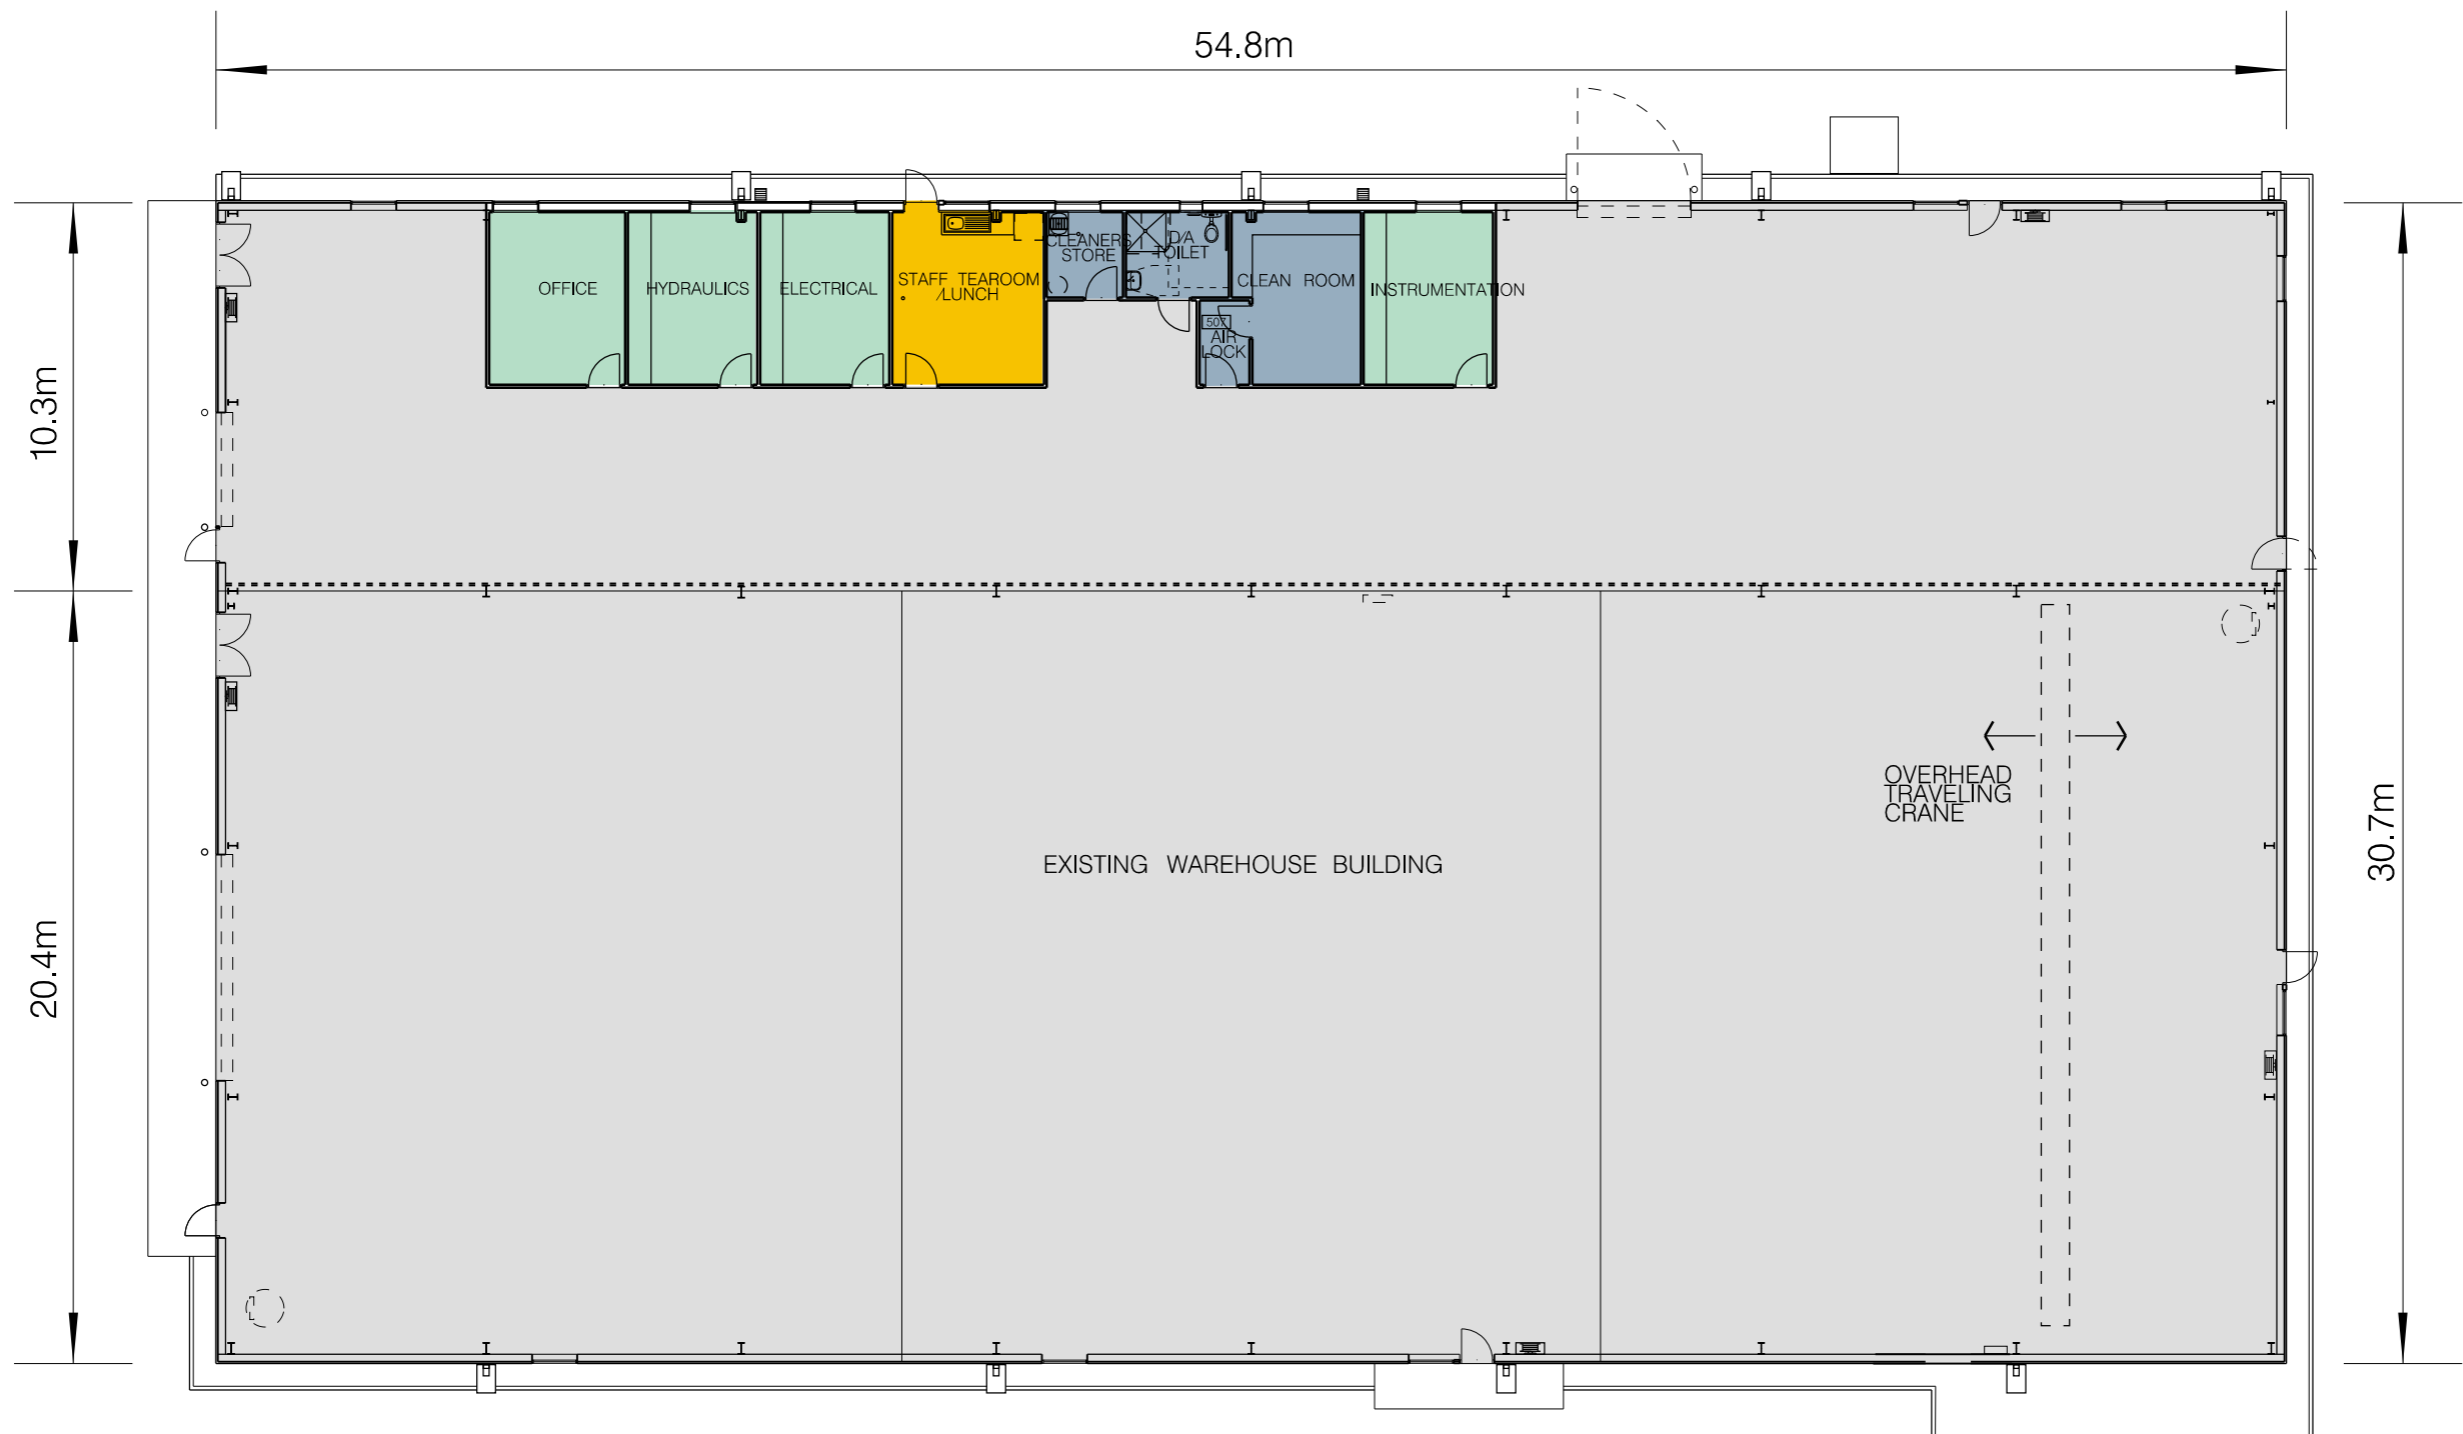 54.8m
10.3m
OFFICE
HYDRAULICS
ELECTRICAL
STAFF TEAROOM
/LUNCH
CLEANERS
STORE
D/A
TOILET
CLEAN ROOM
INSTRUMENTATION
507
AIR
LOCK
20.4m
EXISTING WAREHOUSE BUILDING
OVERHEAD
TRAVELING
CRANE
30.7m